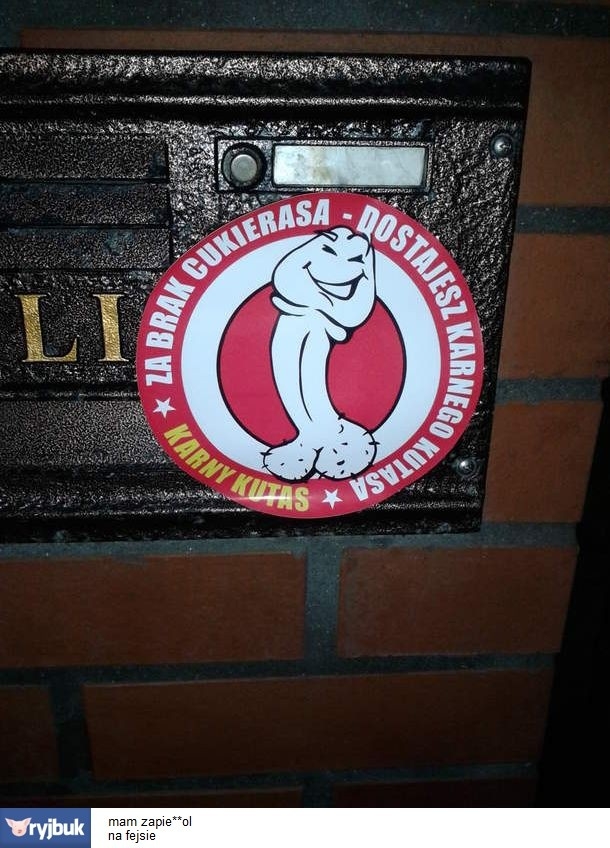 ZA BRAK CUKIERASA - DOSTAJESZ KARNEGO KUTASA
KARNY KUTAS
LI
ryjbuk
mam zapie**ol
na fejsie